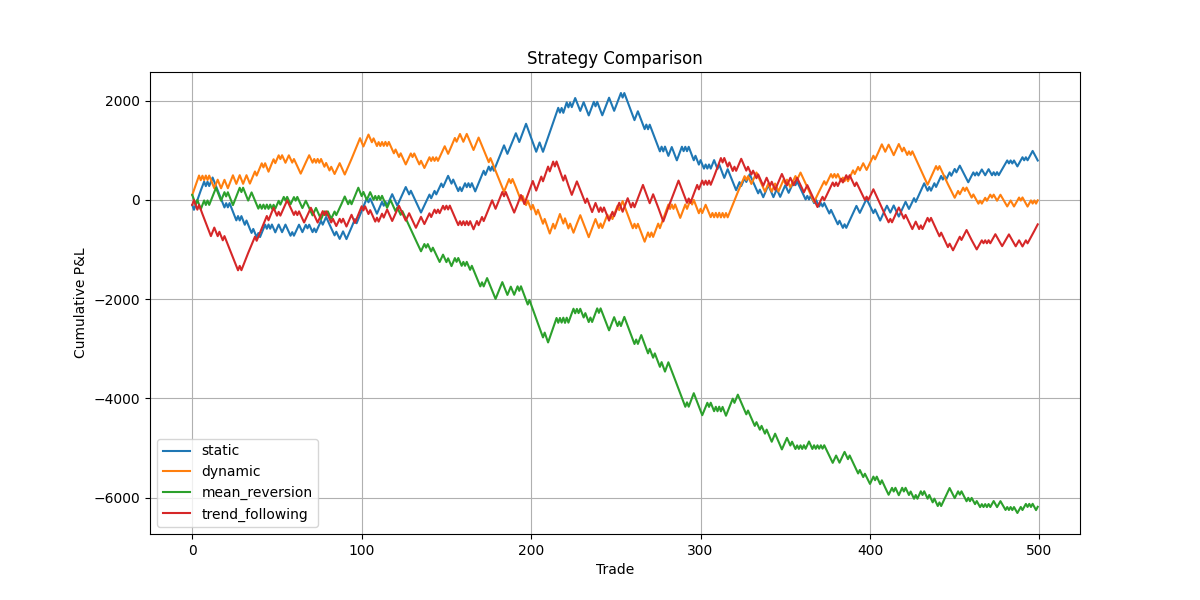 Strategy Comparison
Cumulative P&L
2000
0
−2000
−4000
−6000
static
dynamic
mean_reversion
trend_following
0 100 200 300 400 500
Trade